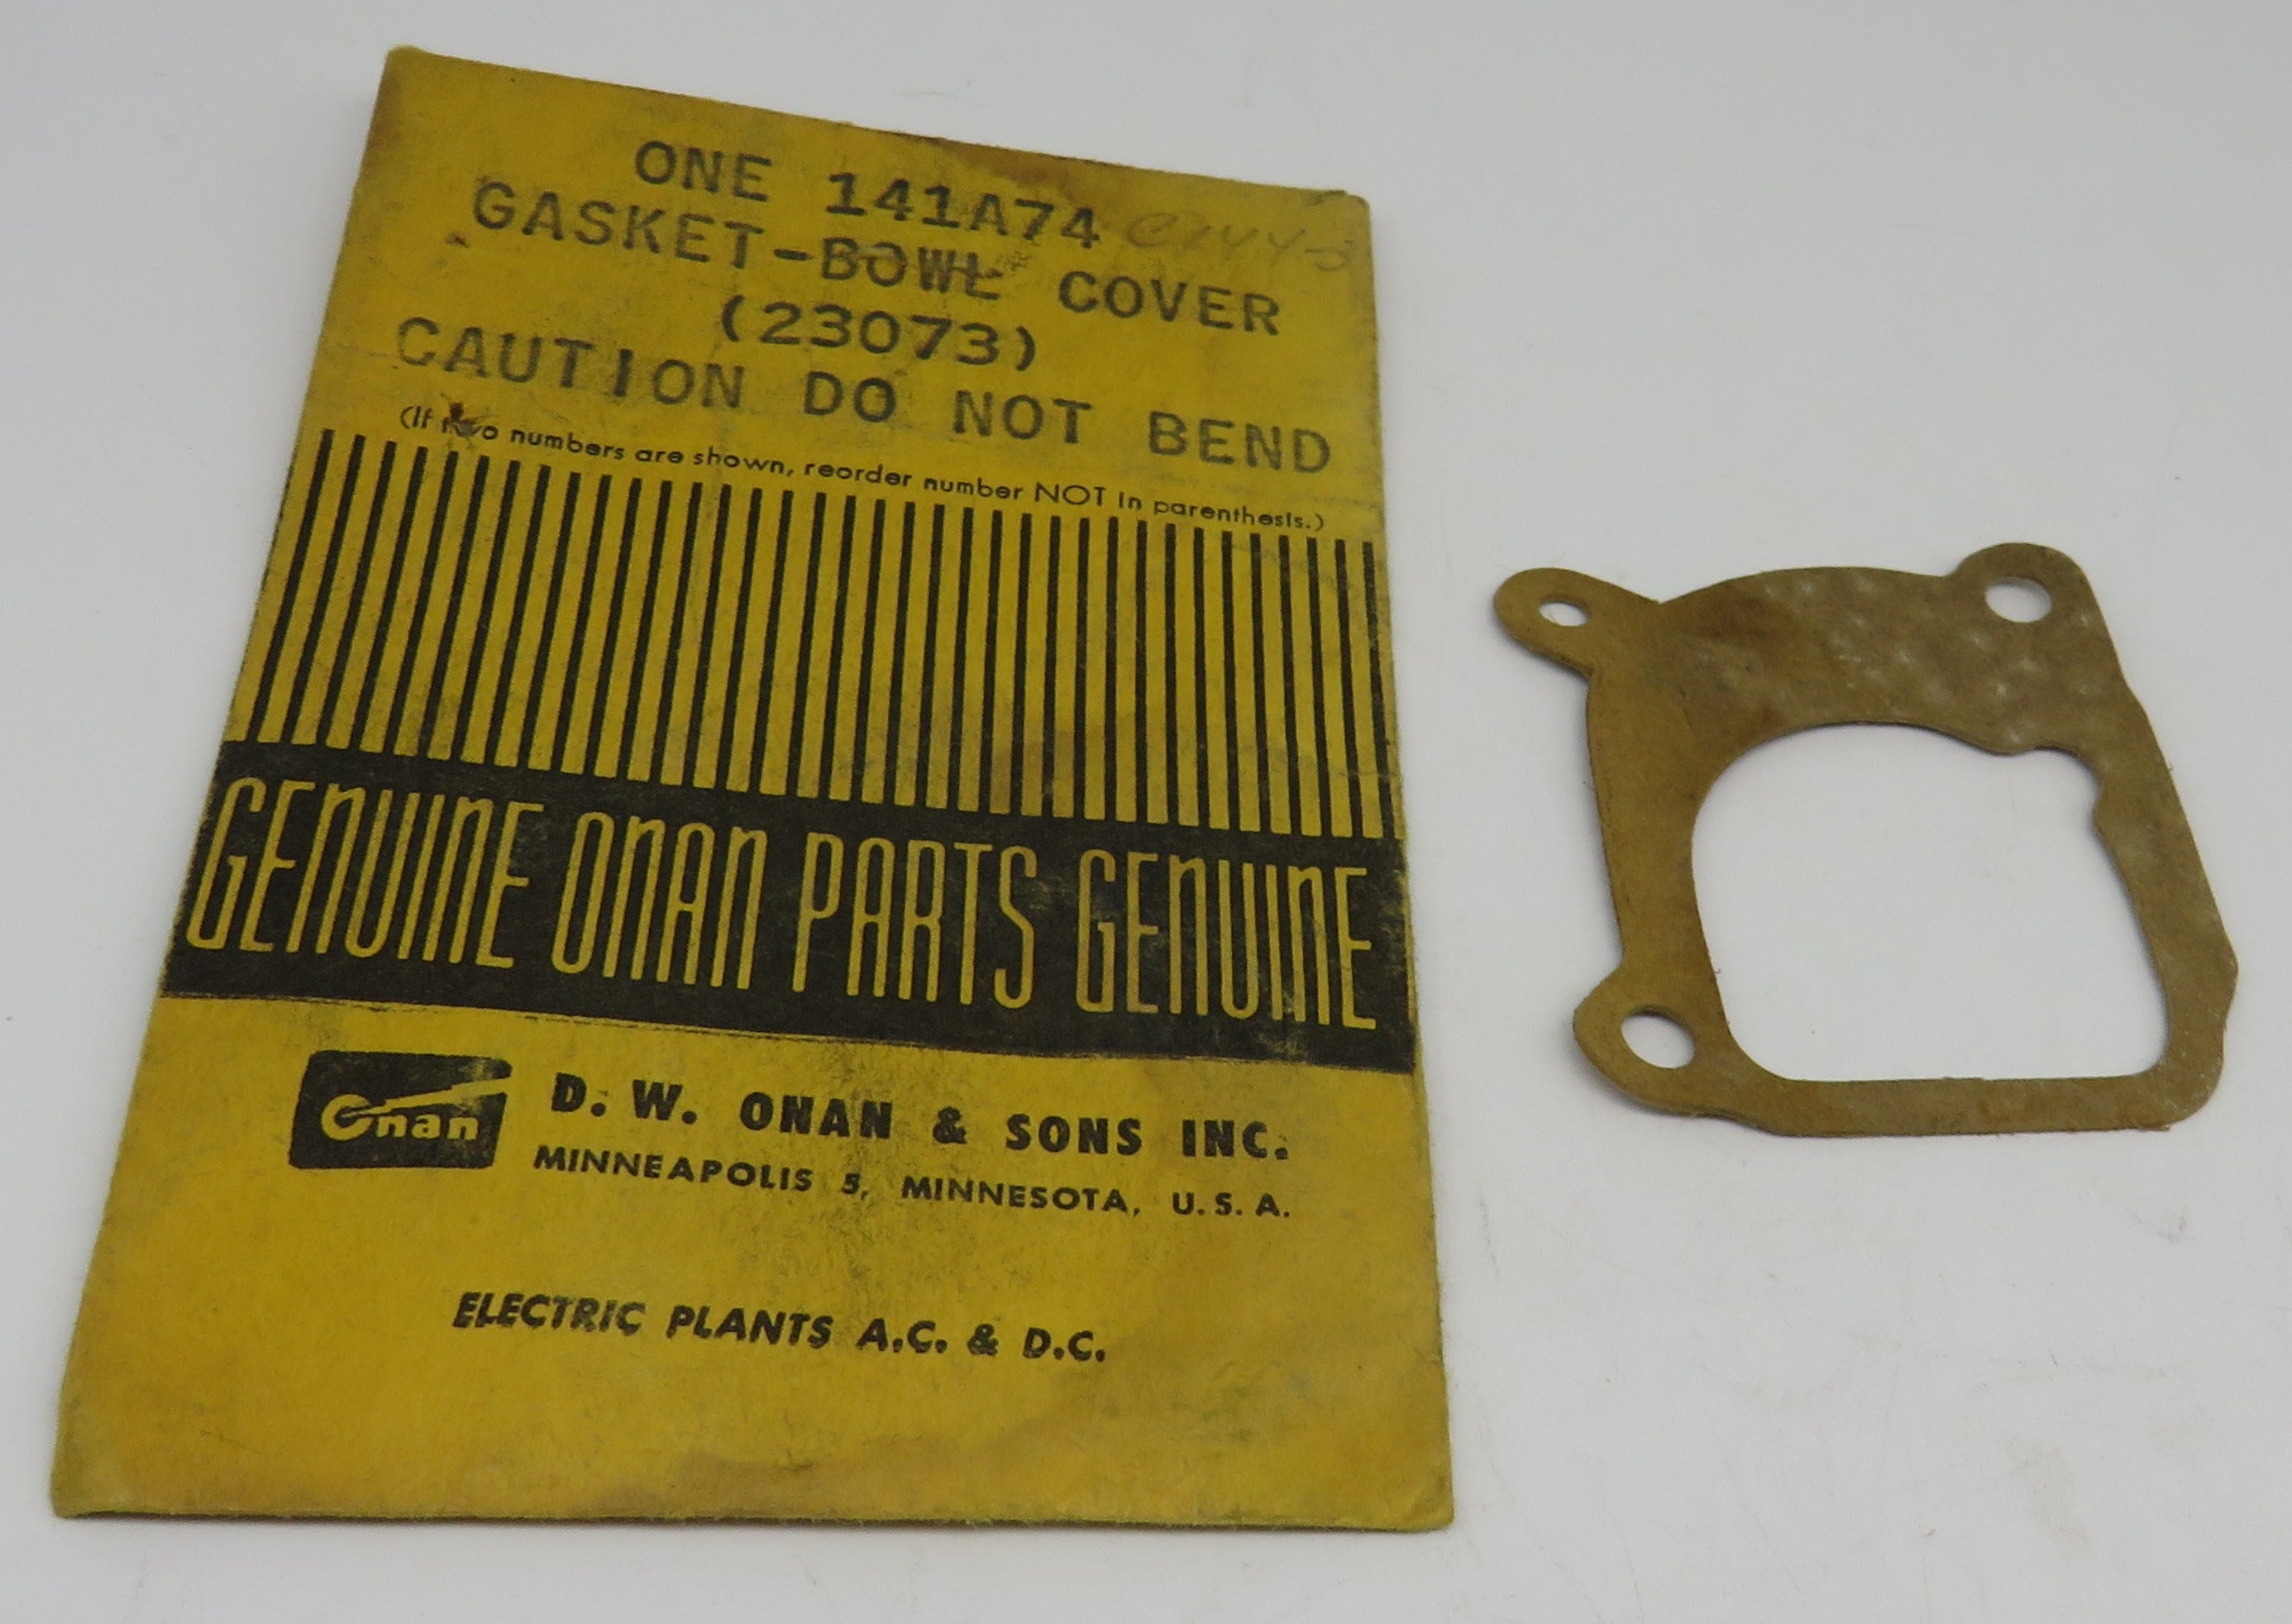 ONE 141A74
GASKET-BOWL COVER
(23073)
CAUTION DO NOT BEND
(If two numbers are shown, reorder number NOT in parenthesis.)
GENUINE ONAN PARTS GENUINE
Onan
D. W. ONAN & SONS INC.
MINNEAPOLIS 5, MINNESOTA, U.S.A.
ELECTRIC PLANTS A.C. & D.C.